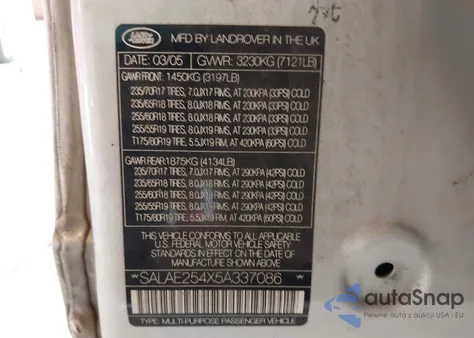 LAND
ROVER
MFD BY LANDROVER IN THE UK
DATE: 03/05 GVWR: 3230KG (7121LB)
GAWR FRONT: 1450KG (3197LB)
235/70R17 TIRES, 7.0JX17 RIMS, AT 230KPA (33PSI) COLD
235/65R18 TIRES, 8.0JX18 RIMS, AT 230KPA (33PSI) COLD
255/60R18 TIRES, 8.0JX18 RIMS, AT 230KPA (33PSI) COLD
255/55R19 TIRES, 8.0JX19 RIMS, AT 230KPA (33PSI) COLD
T175/80R19 TIRE, 5.5JX19 RIM, AT 420KPA (60PSI) COLD
GAWR REAR: 1875KG (4134LB)
235/70R17 TIRES, 7.0JX17 RIMS, AT 290KPA (42PSI) COLD
235/65R18 TIRES, 8.0JX18 RIMS, AT 290KPA (42PSI) COLD
255/60R18 TIRES, 8.0JX18 RIMS, AT 290KPA (42PSI) COLD
255/55R19 TIRES, 8.0JX19 RIMS, AT 290KPA (42PSI) COLD
T175/80R19 TIRE, 5.5JX19 RIM, AT 420KPA (60PSI) COLD
THIS VEHICLE CONFORMS TO ALL APPLICABLE
U.S. FEDERAL MOTOR VEHICLE SAFETY
STANDARDS IN EFFECT ON THE DATE OF
MANUFACTURE SHOWN ABOVE
*SALAE254X5A337086*
TYPE: MULTI-PURPOSE PASSENGER VEHICLE
autoSnap
Pewne auta z aukcji USA i EU